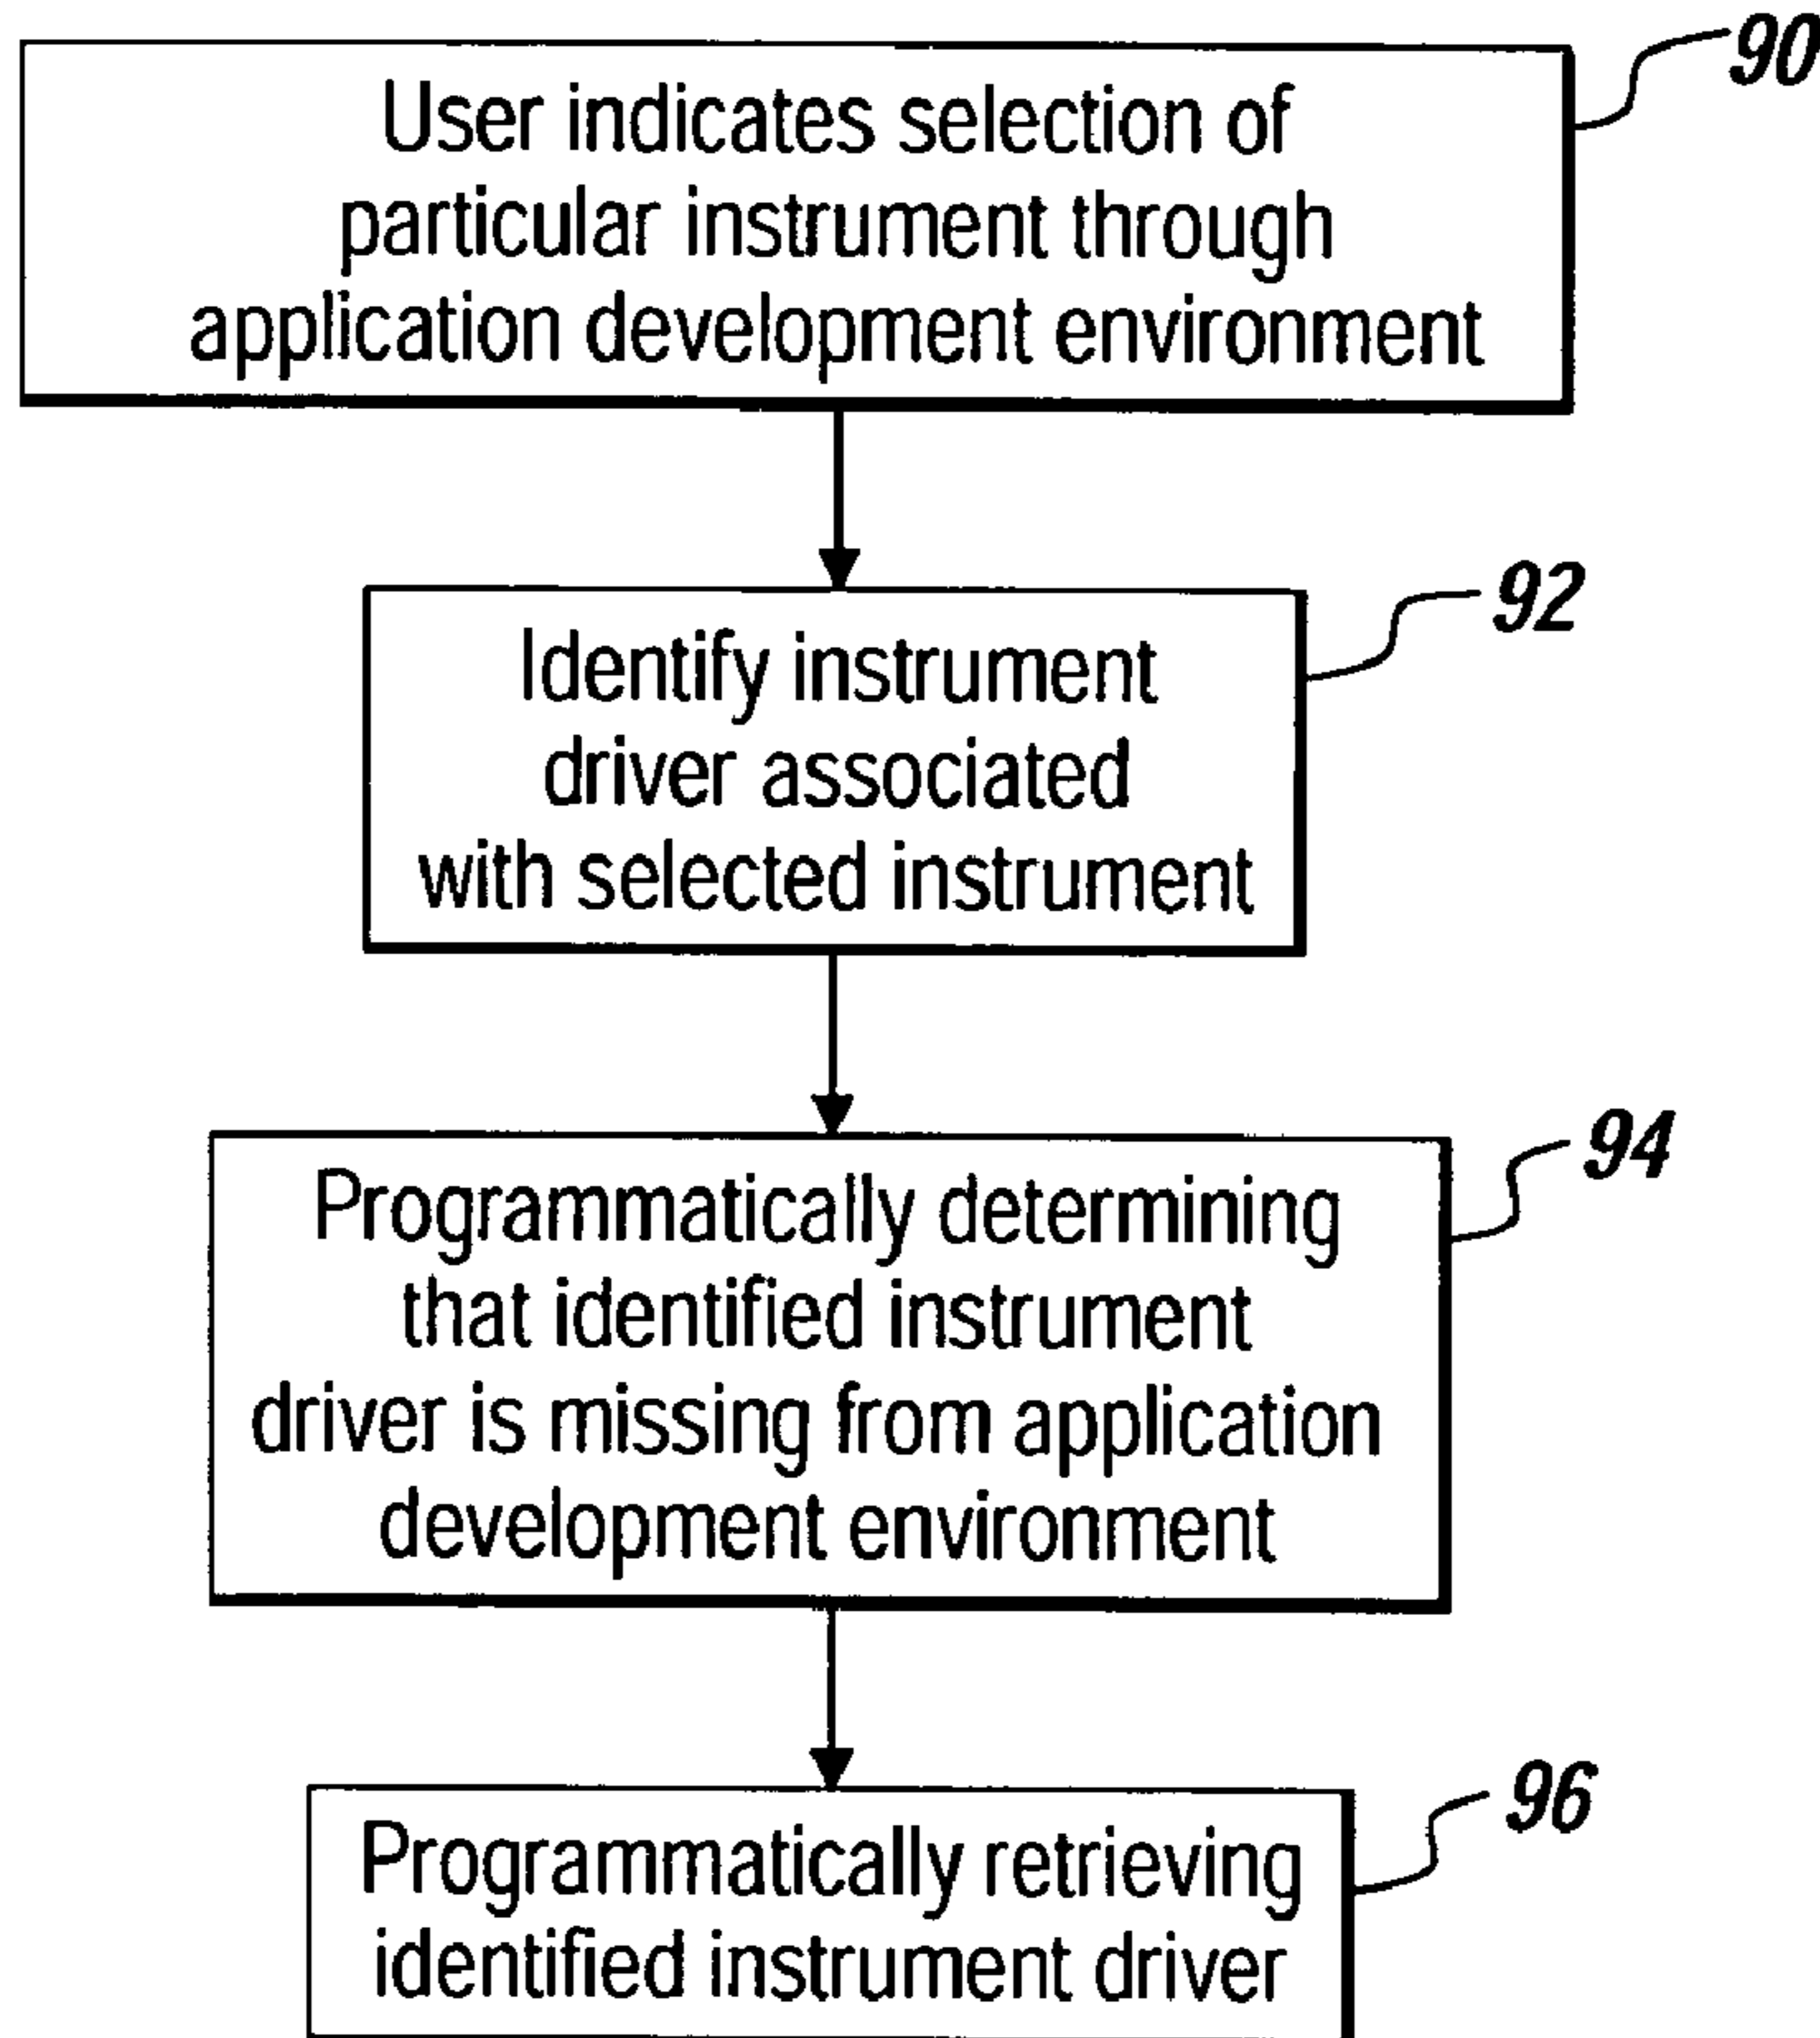 90
User indicates selection of
particular instrument through
application development environment
92
Identify instrument
driver associated
with selected instrument
94
Programmatically determining
that identified instrument
driver is missing from application
development environment
96
Programmatically retrieving
identified instrument driver